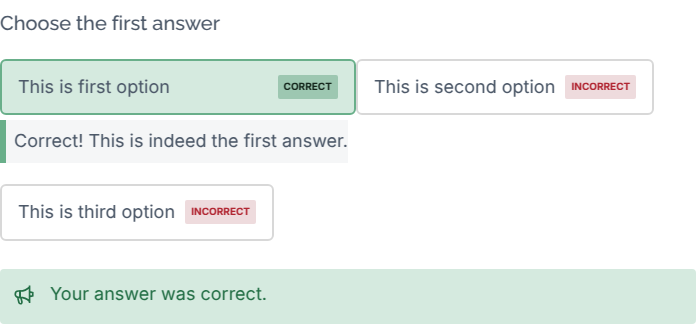 Choose the first answer
This is first option CORRECT This is second option INCORRECT
Correct! This is indeed the first answer.
This is third option INCORRECT
Your answer was correct.